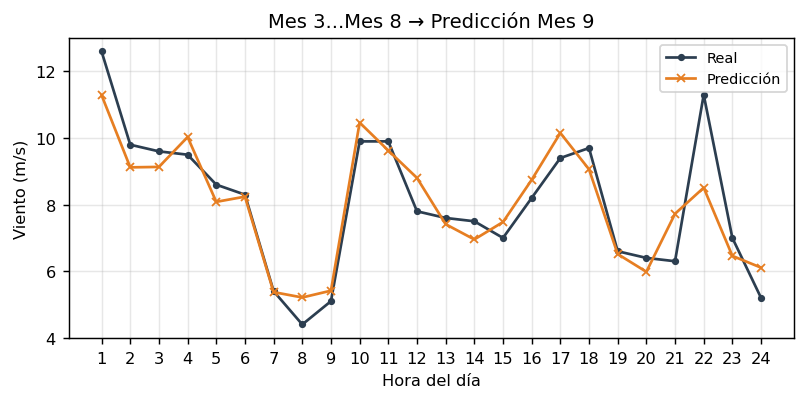 Mes 3...Mes 8 → Predicción Mes 9
Real
Predicción
Viento (m/s)
12
10
8
6
4
1 2 3 4 5 6 7 8 9 10 11 12 13 14 15 16 17 18 19 20 21 22 23 24
Hora del día